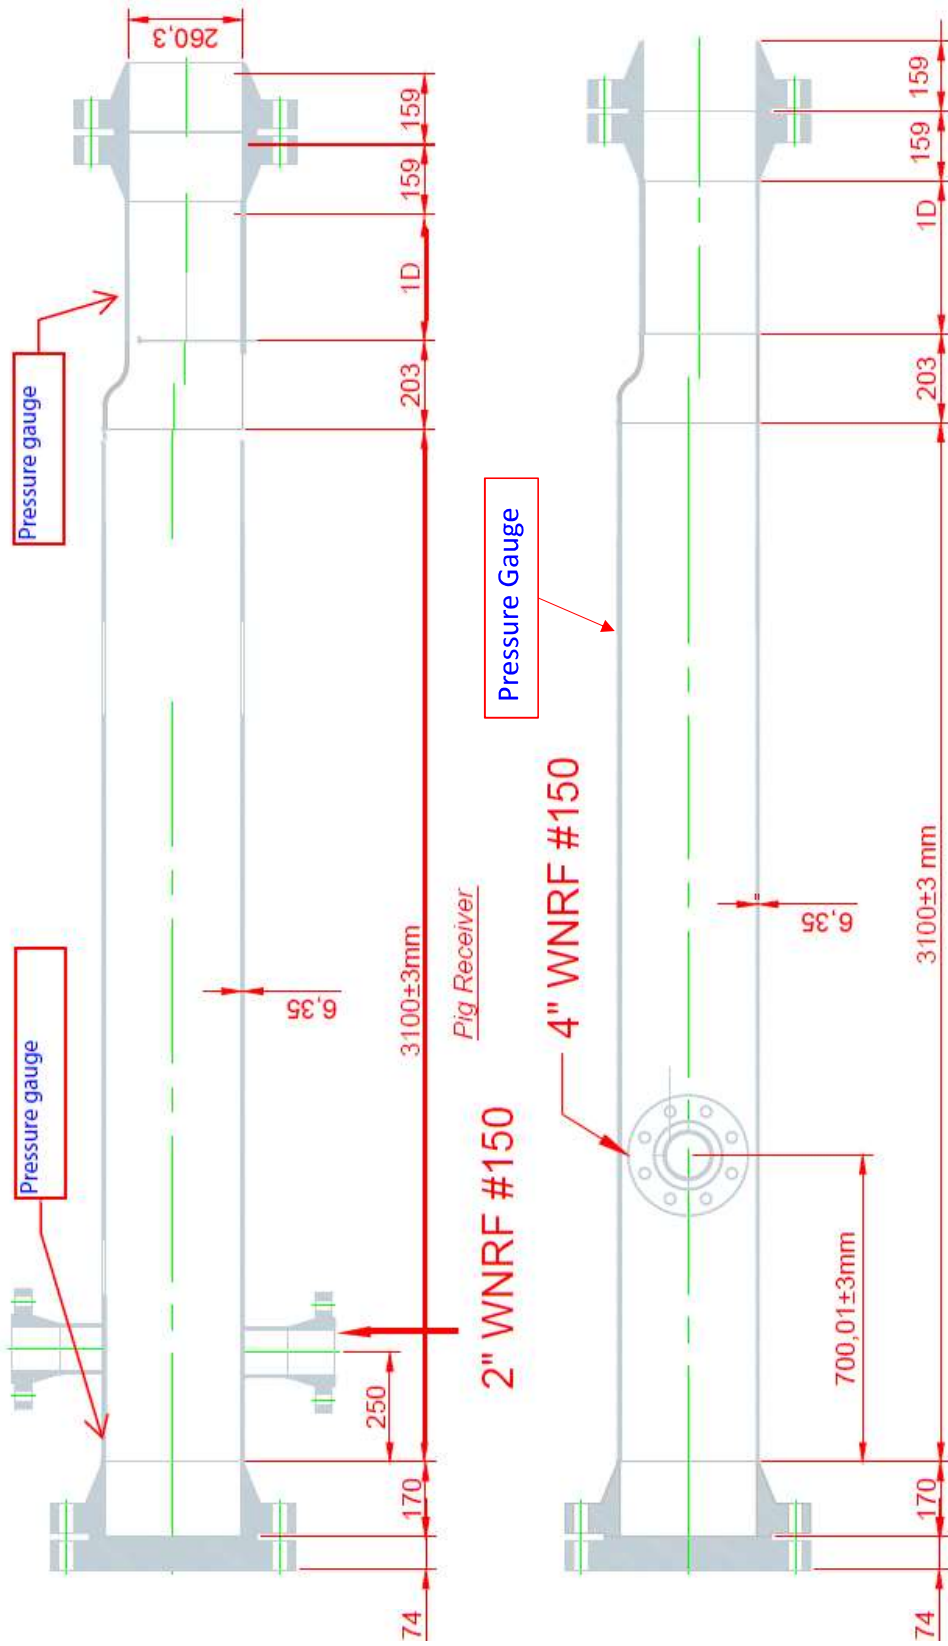 260,3
159
159
1D
203
3100±3mm
6,35
250
170
74
Pressure gauge
Pressure gauge
2" WNRF #150
Pig Receiver
Pressure Gauge
4" WNRF #150
159
159
1D
203
3100±3 mm
6,35
700,01±3mm
170
74